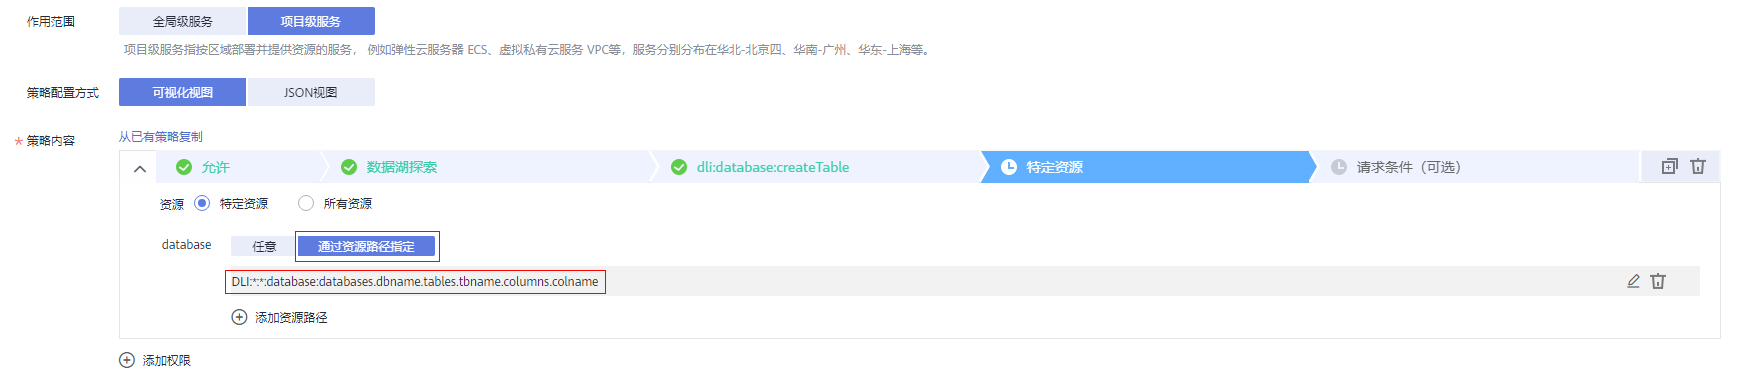 作用范围 全局级服务 项目级服务
项目级服务指按区域部署并提供资源的服务， 例如弹性云服务器 ECS、虚拟私有云服务 VPC等，服务分别分布在华北-北京四、华南-广州、华东-上海等。
策略配置方式 可视化视图 JSON视图
* 策略内容 从已有策略复制
允许 数据湖探索 dli:database:createTable 特定资源 请求条件（可选）
资源 特定资源 所有资源
database 任意 通过资源路径指定
DLI:*:*:database:databases.dbname.tables.tbname.columns.colname
添加资源路径
添加权限